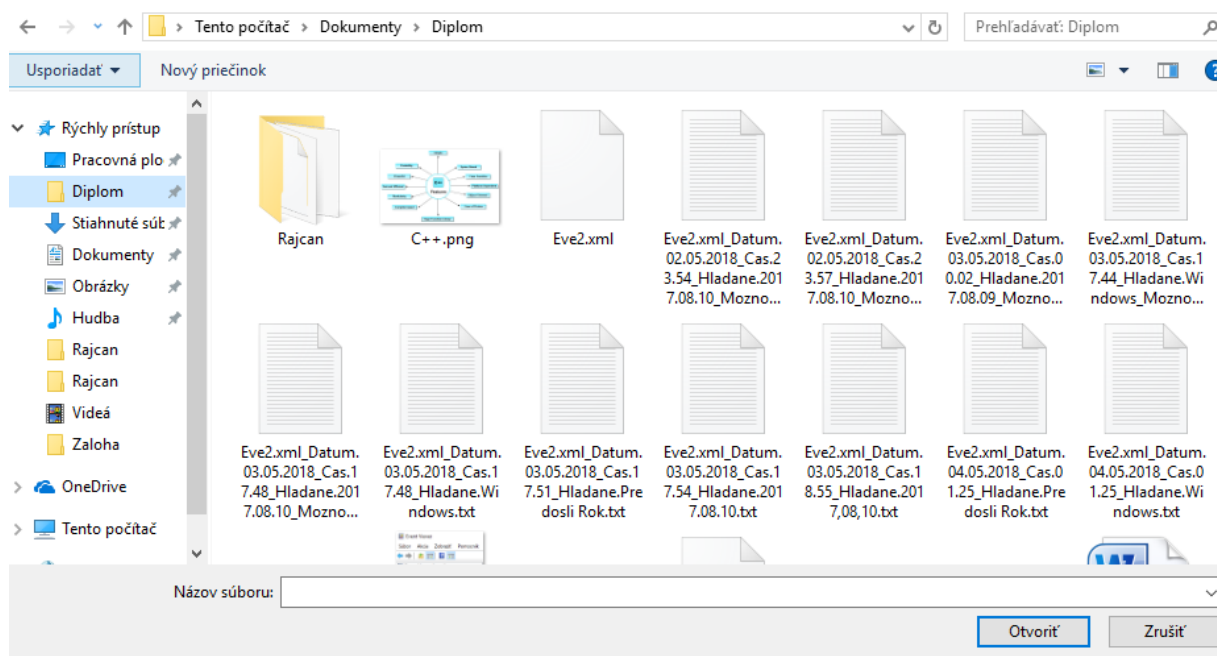 Tento počítač > Dokumenty > Diplom
Prehľadávať: Diplom
Usporiadať
Nový priečinok
Rýchly prístup
Pracovná plo
Diplom
Stiahnuté súb
Dokumenty
Obrázky
Hudba
Rajcan
Rajcan
Videá
Zaloha
OneDrive
Tento počítač
Rajcan
C++.png
Eve2.xml
Eve2.xml_Datum.
02.05.2018_Cas.2
3.54_Hladane.201
7.08.10_Mozno...
Eve2.xml_Datum.
02.05.2018_Cas.2
3.57_Hladane.201
7.08.10_Mozno...
Eve2.xml_Datum.
03.05.2018_Cas.0
0.02_Hladane.201
7.08.09_Mozno...
Eve2.xml_Datum.
03.05.2018_Cas.1
7.44_Hladane.Wi
ndows_Mozno...
Eve2.xml_Datum.
03.05.2018_Cas.1
7.48_Hladane.201
7.08.10_Mozno...
Eve2.xml_Datum.
03.05.2018_Cas.1
7.48_Hladane.Wi
ndows.txt
Eve2.xml_Datum.
03.05.2018_Cas.1
7.51_Hladane.Pre
dosli Rok.txt
Eve2.xml_Datum.
03.05.2018_Cas.1
7.54_Hladane.201
7.08.10.txt
Eve2.xml_Datum.
03.05.2018_Cas.1
8.55_Hladane.201
7,08,10.txt
Eve2.xml_Datum.
04.05.2018_Cas.0
1.25_Hladane.Pre
dosli Rok.txt
Eve2.xml_Datum.
04.05.2018_Cas.0
1.25_Hladane.Wi
ndows.txt
Názov súboru:
Otvoriť
Zrušiť